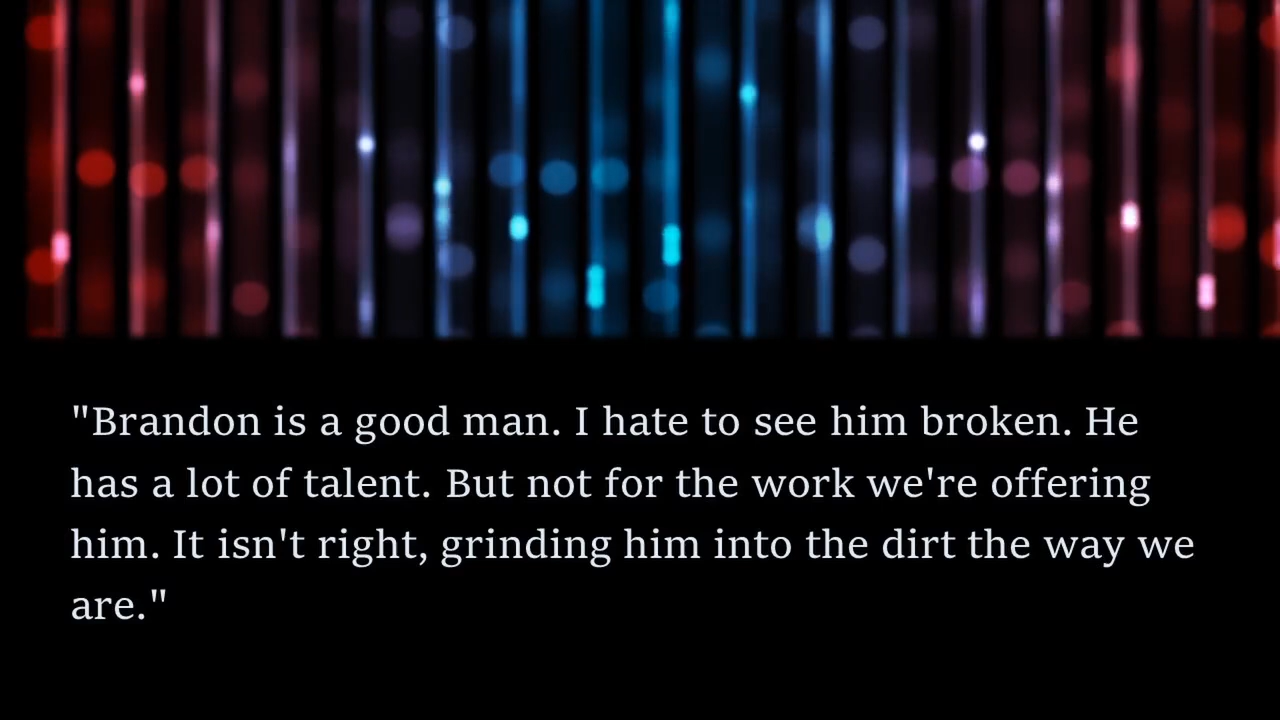 "Brandon is a good man. I hate to see him broken. He
has a lot of talent. But not for the work we're offering
him. It isn't right, grinding him into the dirt the way we
are."